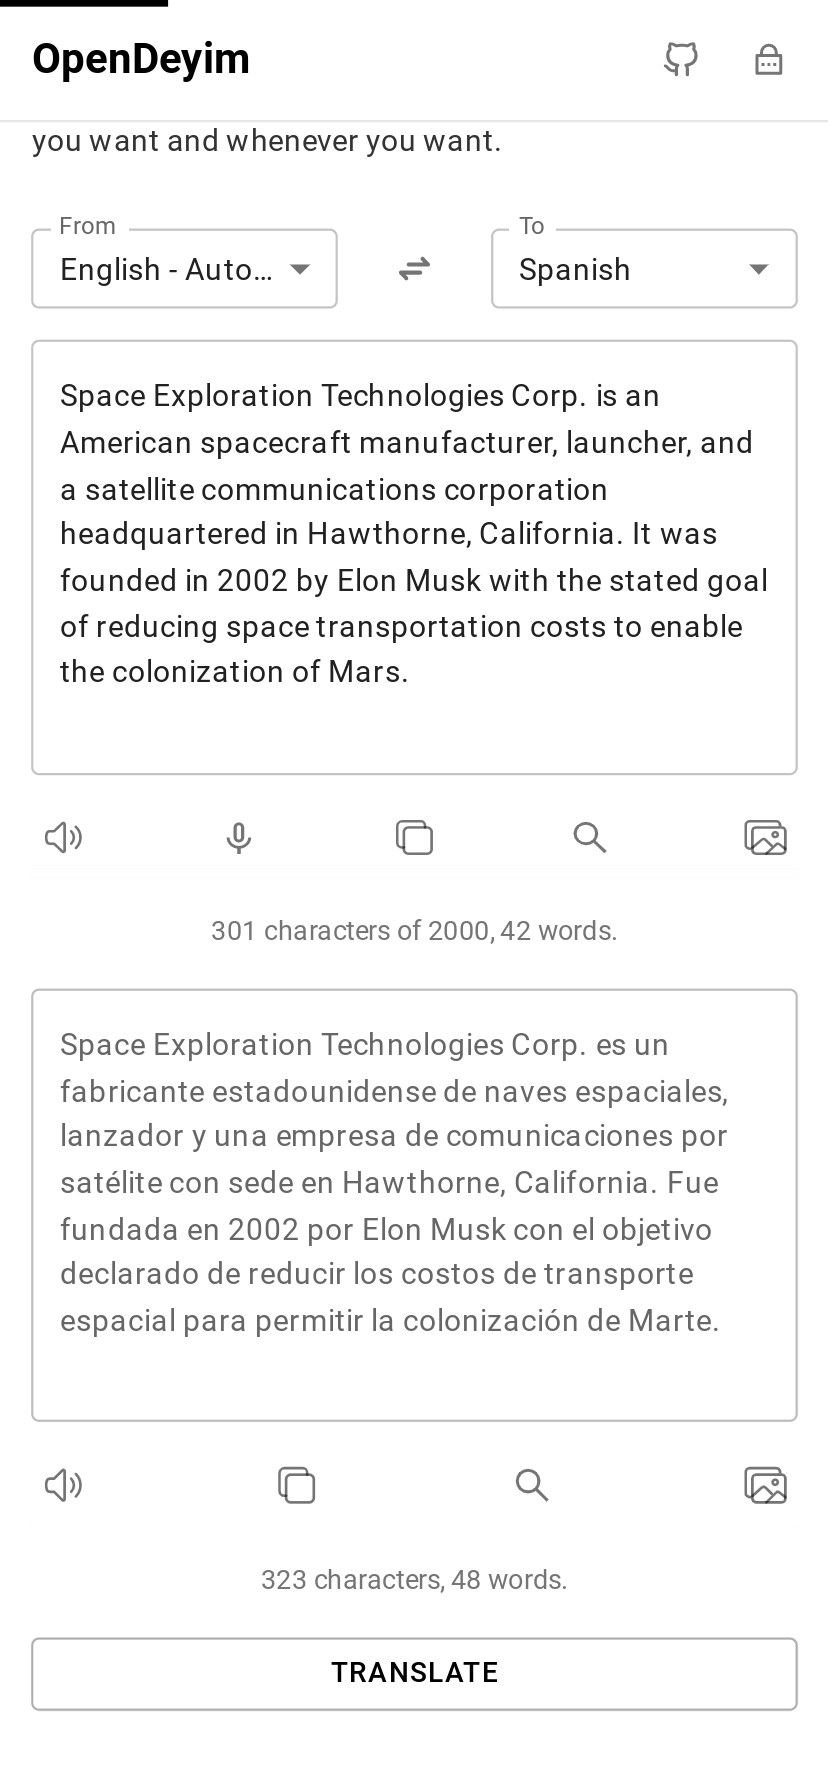 OpenDeyim
you want and whenever you want.
From
To
English - Auto...
Spanish
Space Exploration Technologies Corp. is an
American spacecraft manufacturer, launcher, and
a satellite communications corporation
headquartered in Hawthorne, California. It was
founded in 2002 by Elon Musk with the stated goal
of reducing space transportation costs to enable
the colonization of Mars.
301 characters of 2000, 42 words.
Space Exploration Technologies Corp. es un
fabricante estadounidense de naves espaciales,
lanzador y una empresa de comunicaciones por
satélite con sede en Hawthorne, California. Fue
fundada en 2002 por Elon Musk con el objetivo
declarado de reducir los costos de transporte
espacial para permitir la colonización de Marte.
323 characters, 48 words.
TRANSLATE